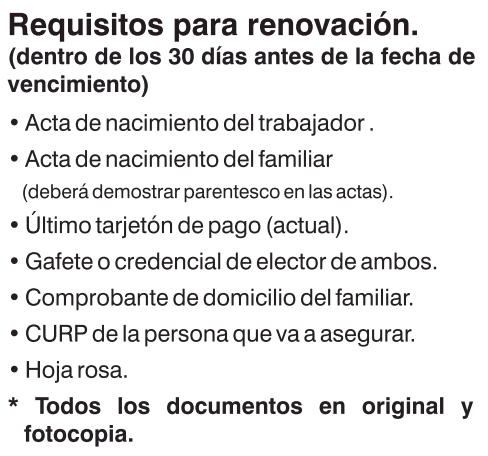 Requisitos para renovación.
(dentro de los 30 días antes de la fecha de
vencimiento)
• Acta de nacimiento del trabajador .
• Acta de nacimiento del familiar
(deberá demostrar parentesco en las actas).
• Último tarjetón de pago (actual).
• Gafete o credencial de elector de ambos.
• Comprobante de domicilio del familiar.
• CURP de la persona que va a asegurar.
• Hoja rosa.
* Todos los documentos en original y
fotocopia.